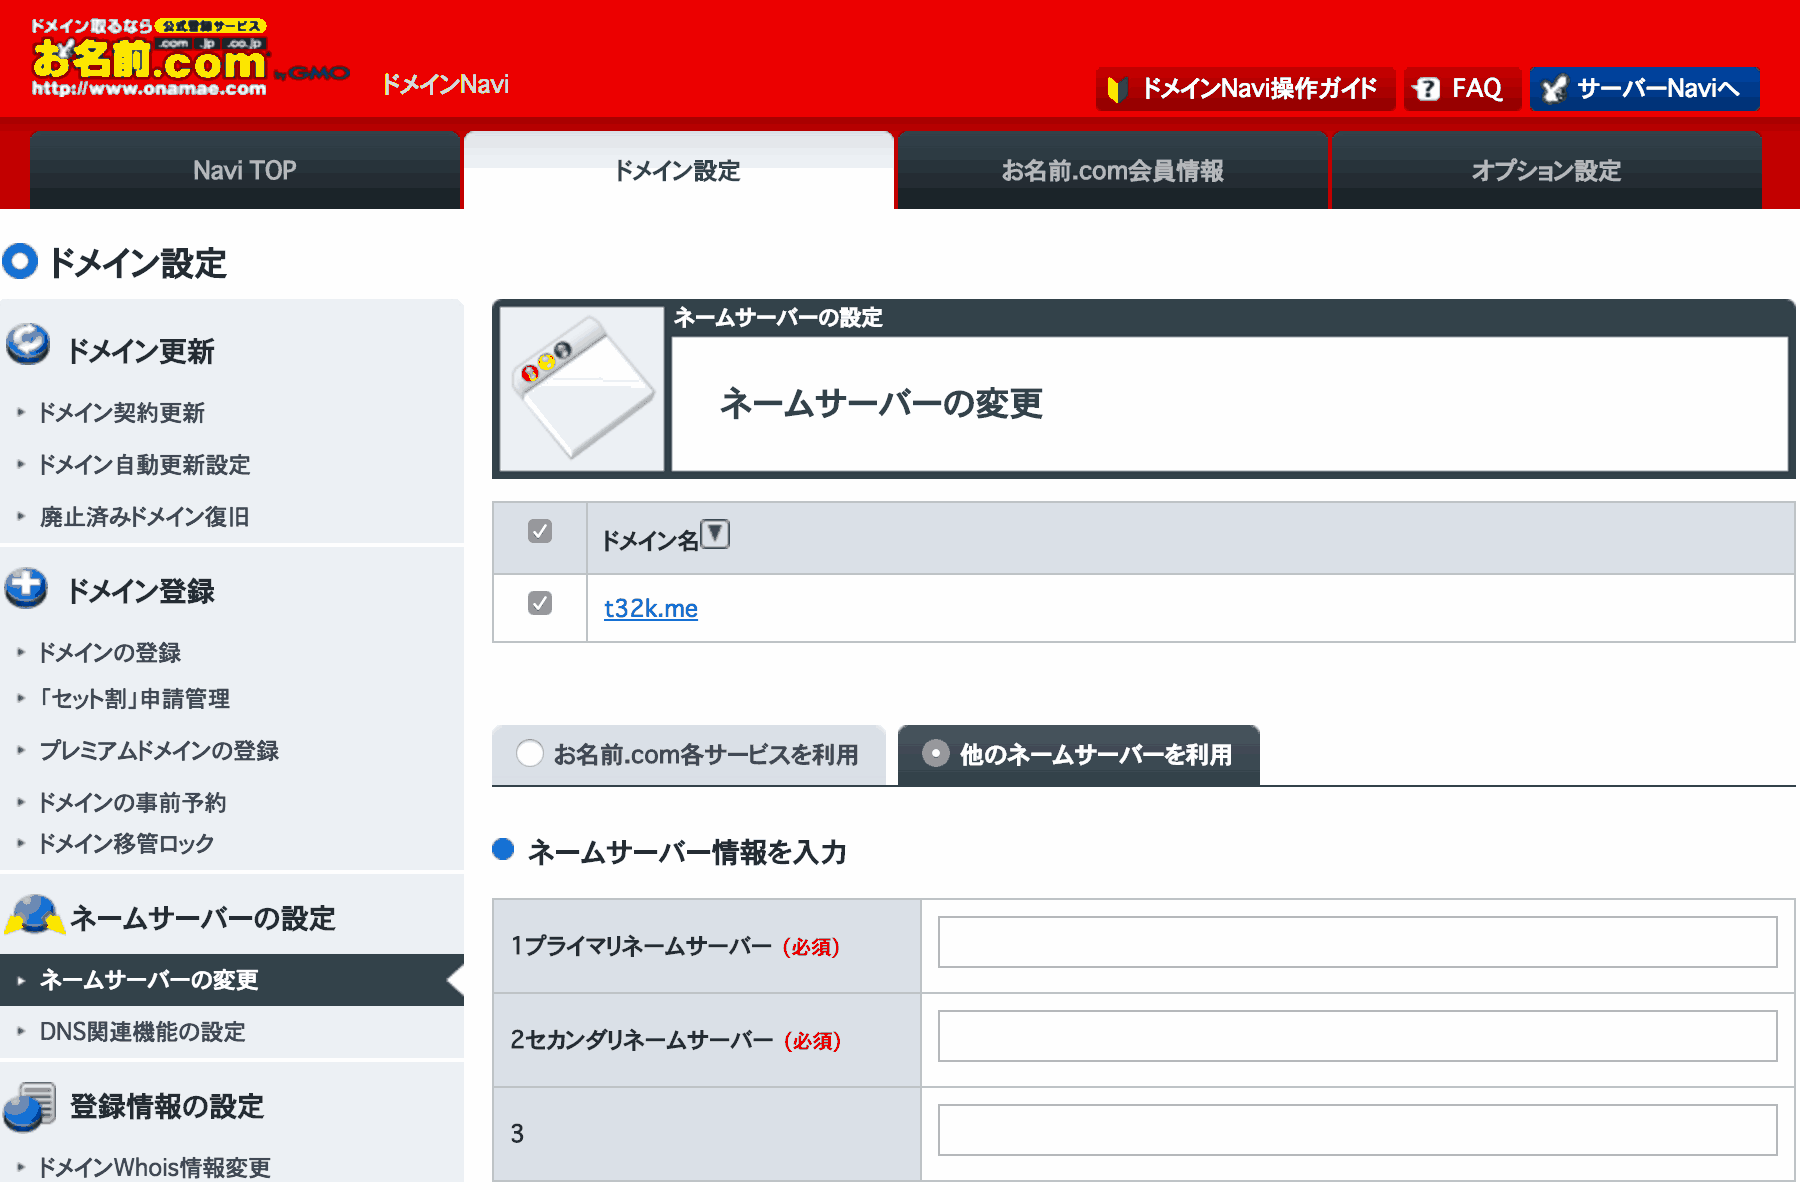 ドメイン取るなら 公式登録サービス
お名前.com .com .jp .co.jp by GMO
http://www.onamae.com
ドメインNavi
ドメインNavi操作ガイド
FAQ
サーバーNaviへ
Navi TOP
ドメイン設定
お名前.com会員情報
オプション設定
ドメイン設定
ドメイン更新
ドメイン契約更新
ドメイン自動更新設定
廃止済みドメイン復旧
ドメイン登録
ドメインの登録
「セット割」申請管理
プレミアムドメインの登録
ドメインの事前予約
ドメイン移管ロック
ネームサーバーの設定
ネームサーバーの変更
DNS関連機能の設定
登録情報の設定
ドメインWhois情報変更
ネームサーバーの設定
ネームサーバーの変更
ドメイン名▼
t32k.me
お名前.com各サービスを利用
他のネームサーバーを利用
ネームサーバー情報を入力
1プライマリネームサーバー (必須)
2セカンダリネームサーバー (必須)
3